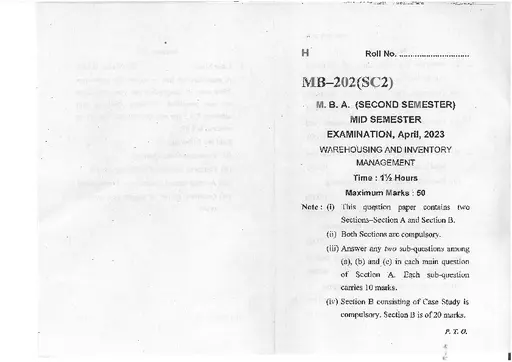 H Roll No. ..............................
MB–202(SC2)
M. B. A. (SECOND SEMESTER)
MID SEMESTER
EXAMINATION, April, 2023
WAREHOUSING AND INVENTORY
MANAGEMENT
Time : 1½ Hours
Maximum Marks : 50
Note : (i) This question paper contains two
Sections–Section A and Section B.
(ii) Both Sections are compulsory.
(iii) Answer any two sub-questions among
(a), (b) and (c) in each main question
of Section A. Each sub-question
carries 10 marks.
(iv) Section B consisting of Case Study is
compulsory. Section B is of 20 marks.
P. T. O.